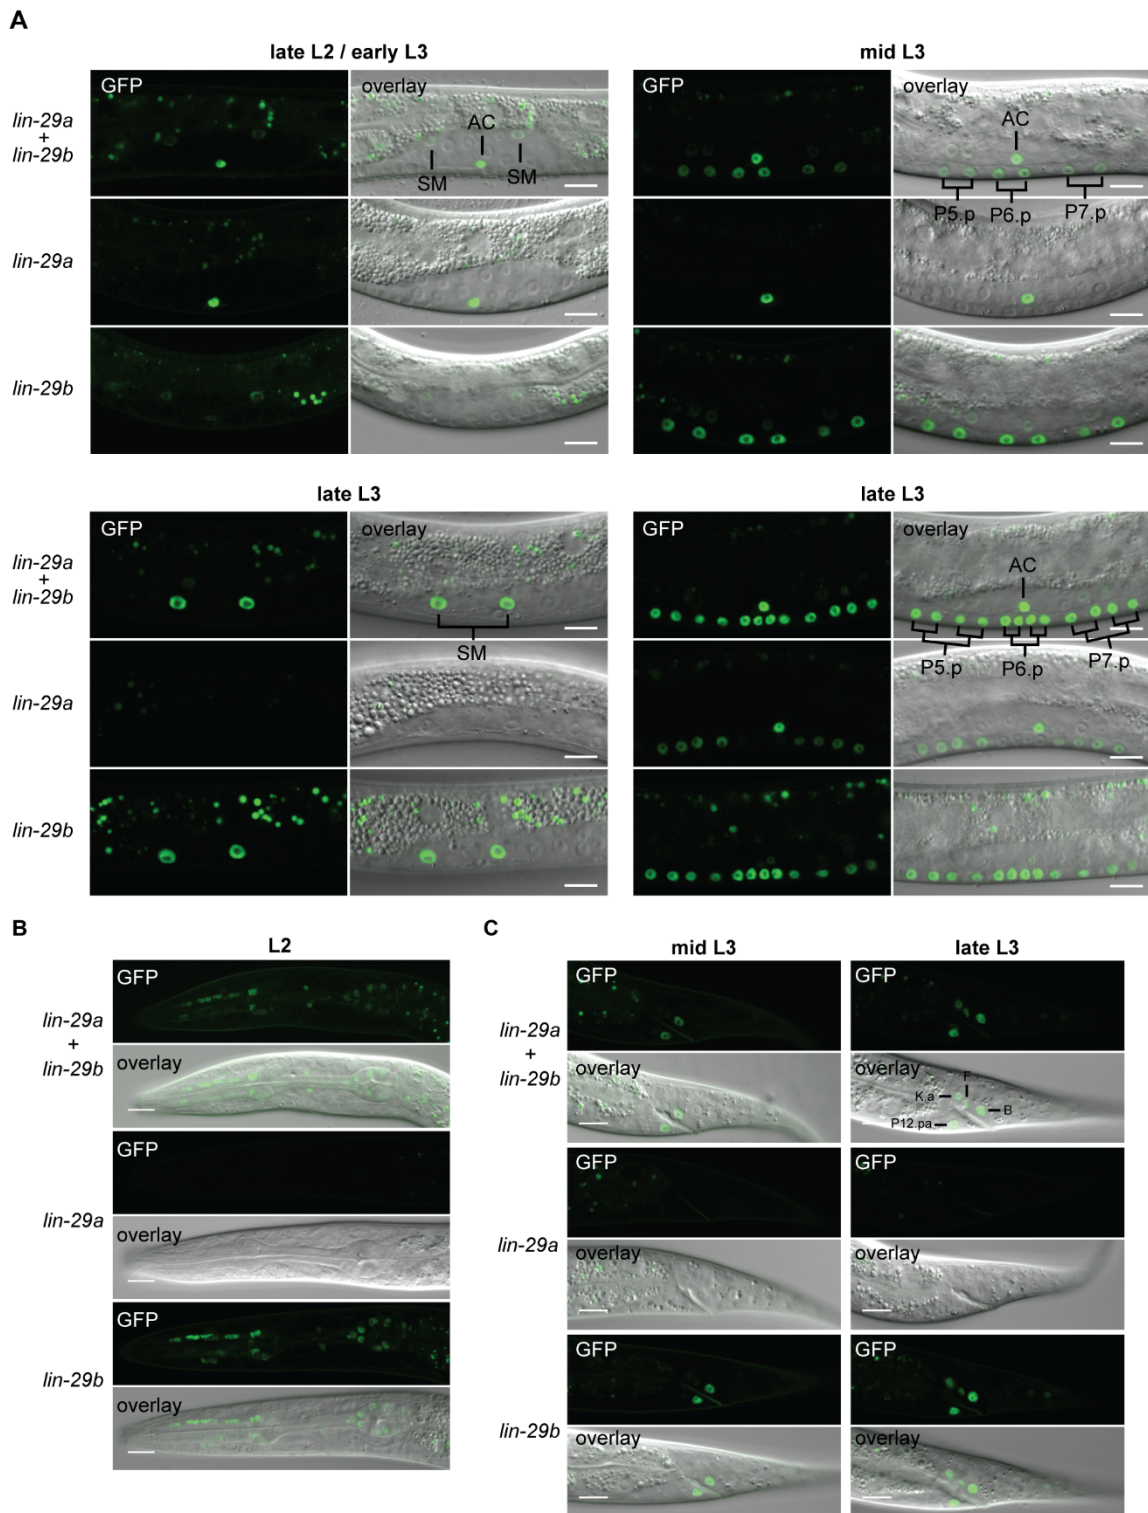 A
late L2 / early L3
mid L3
GFP
overlay
GFP
overlay
lin-29a
+
lin-29b
AC
SM
SM
AC
P5.p
P6.p
P7.p
lin-29a
lin-29b
late L3
late L3
GFP
overlay
GFP
overlay
lin-29a
+
lin-29b
SM
AC
P5.p
P6.p
P7.p
lin-29a
lin-29b
B
L2
GFP
lin-29a
+
lin-29b
overlay
GFP
lin-29a
overlay
GFP
lin-29b
overlay
C
mid L3
late L3
GFP
GFP
lin-29a
+
lin-29b
overlay
overlay
F
K.a
B
P12.pa
GFP
GFP
lin-29a
overlay
overlay
GFP
GFP
lin-29b
overlay
overlay